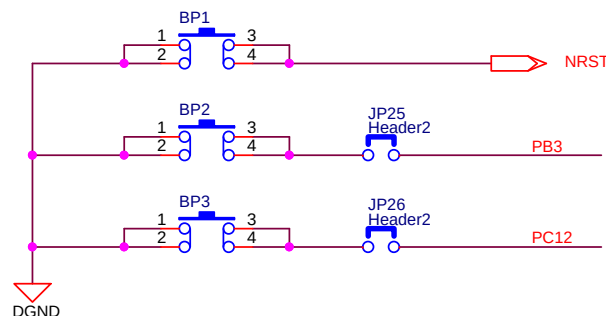 BP1
1 3
2 4
NRST
BP2
JP25
1 3
Header2
2 4
PB3
BP3
JP26
1 3
Header2
2 4
PC12
DGND